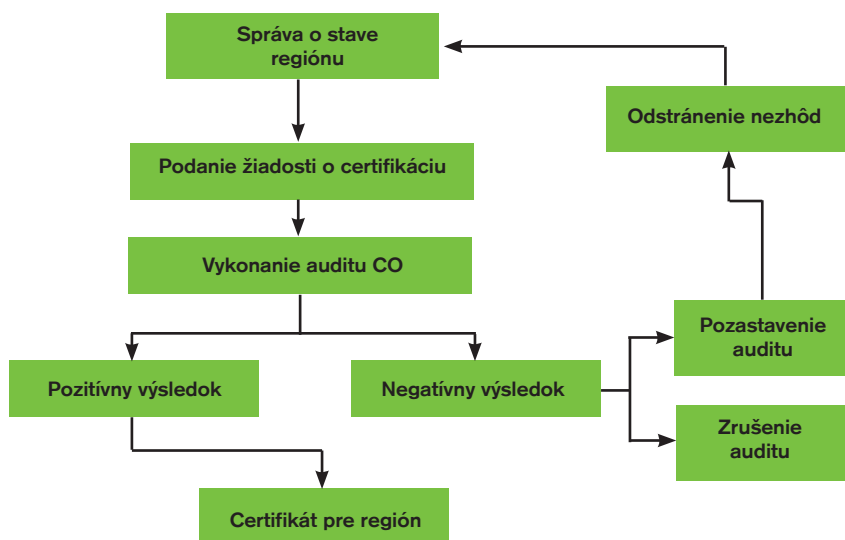 Správa o stave
regiónu
Odstránenie nezhôd
Podanie žiadosti o certifikáciu
Vykonanie auditu CO
Pozastavenie
auditu
Pozitívny výsledok
Negatívny výsledok
Zrušenie
auditu
Certifikát pre región